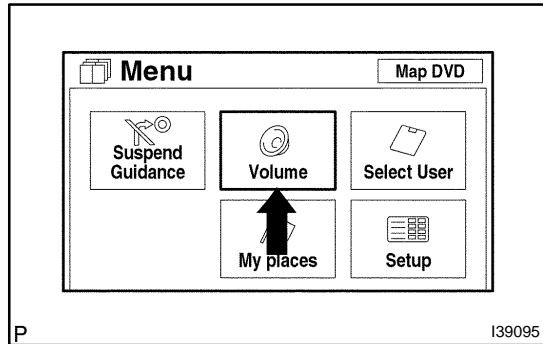 Menu
Map DVD
Suspend
Guidance
Volume
Select User
My places
Setup
P
I39095